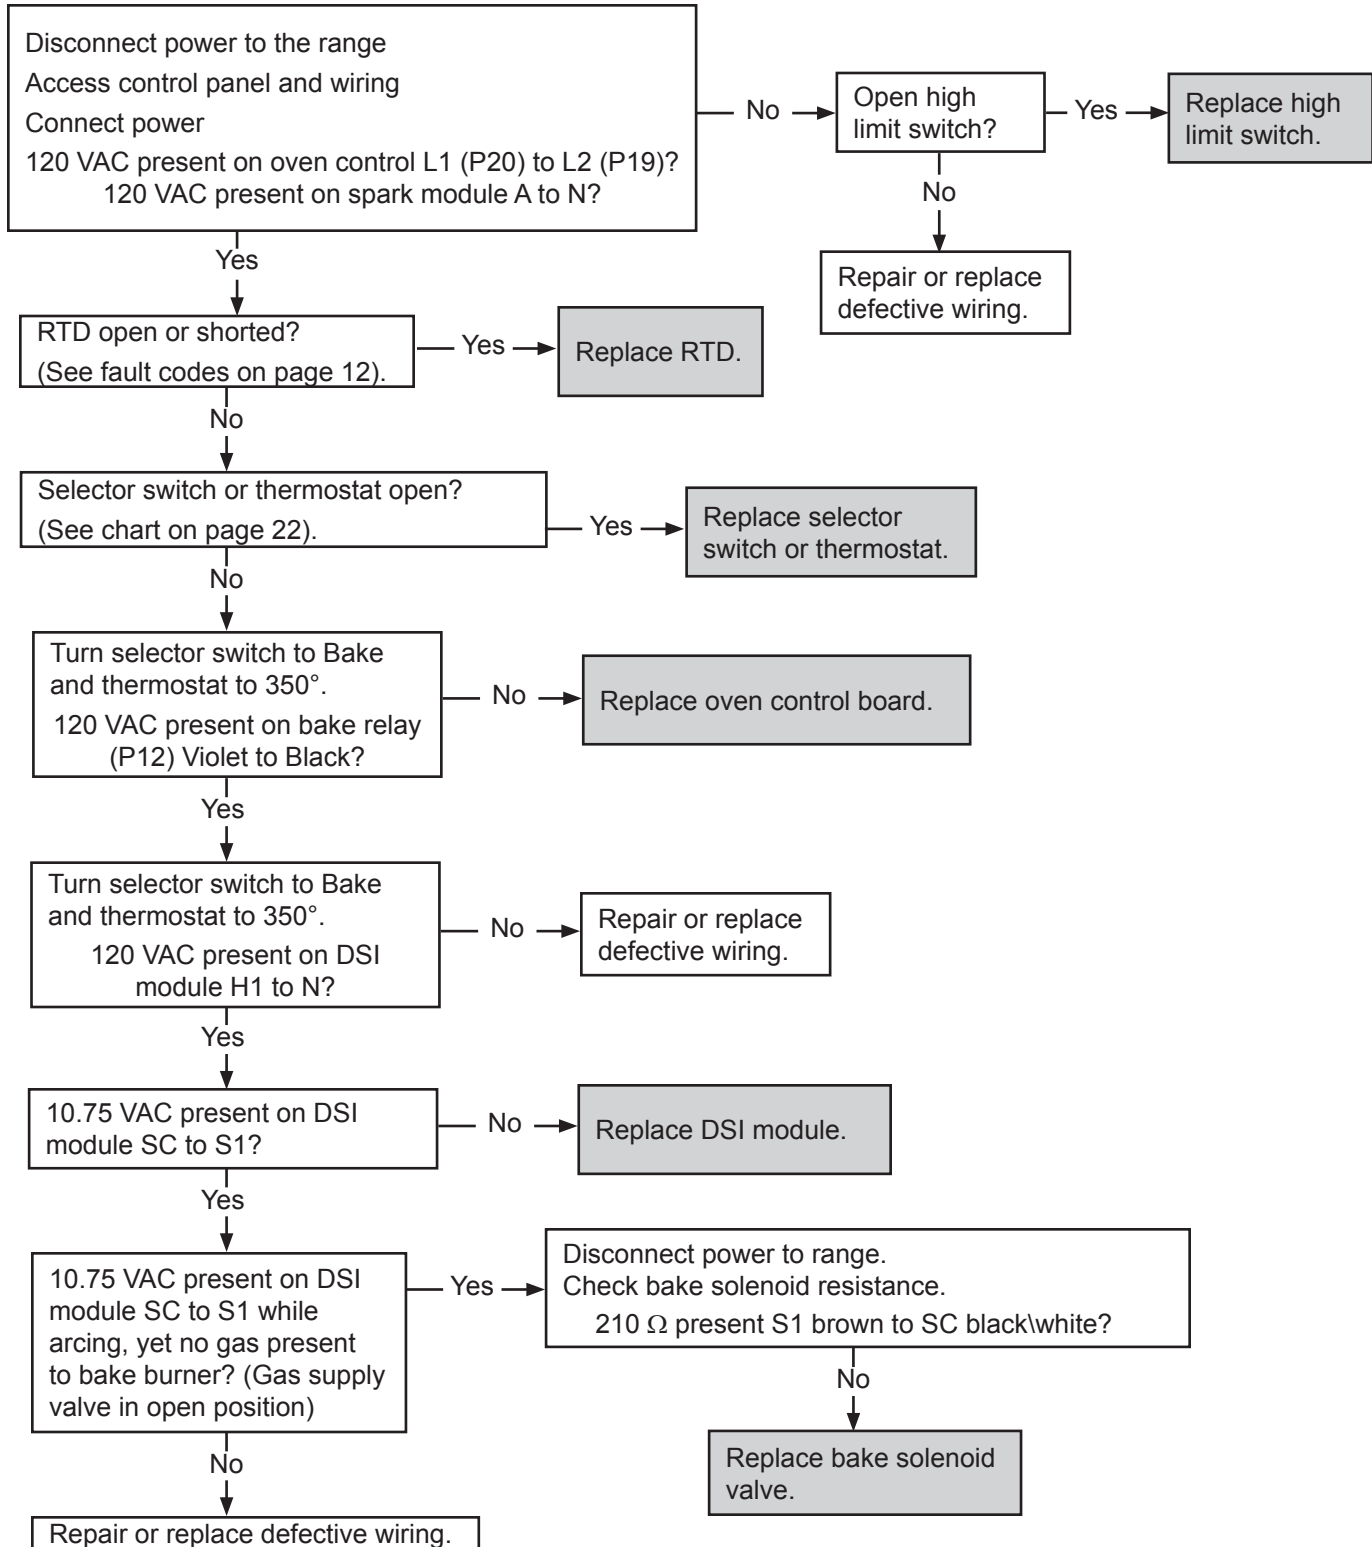 Disconnect power to the range
Access control panel and wiring
Connect power
120 VAC present on oven control L1 (P20) to L2 (P19)?
120 VAC present on spark module A to N?
No
Open high
limit switch?
Yes
Replace high
limit switch.
No
Repair or replace
defective wiring.
Yes
RTD open or shorted?
(See fault codes on page 12).
Yes
Replace RTD.
No
Selector switch or thermostat open?
(See chart on page 22).
Yes
Replace selector
switch or thermostat.
No
Turn selector switch to Bake
and thermostat to 350°.
120 VAC present on bake relay
(P12) Violet to Black?
No
Replace oven control board.
Yes
Turn selector switch to Bake
and thermostat to 350°.
120 VAC present on DSI
module H1 to N?
No
Repair or replace
defective wiring.
Yes
10.75 VAC present on DSI
module SC to S1?
No
Replace DSI module.
Yes
10.75 VAC present on DSI
module SC to S1 while
arcing, yet no gas present
to bake burner? (Gas supply
valve in open position)
Yes
Disconnect power to range.
Check bake solenoid resistance.
210 Ω present S1 brown to SC black\white?
No
Replace bake solenoid
valve.
No
Repair or replace defective wiring.